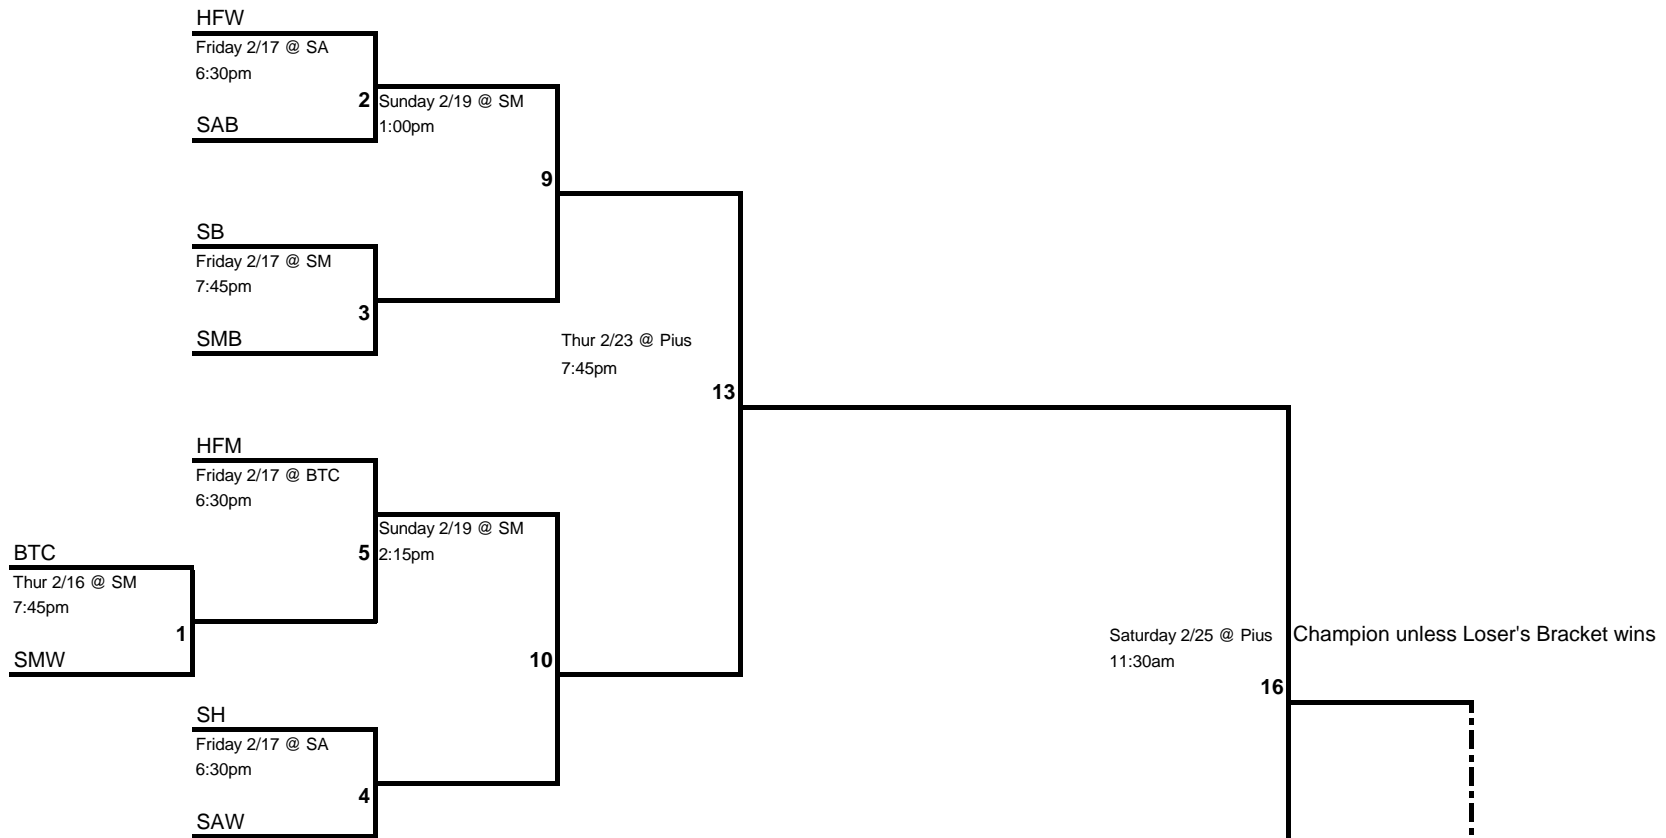 HFW
Friday 2/17 @ SA
6:30pm
2
Sunday 2/19 @ SM
1:00pm
SAB
9
SB
Friday 2/17 @ SM
7:45pm
3
SMB
Thur 2/23 @ Pius
7:45pm
13
HFM
Friday 2/17 @ BTC
6:30pm
5
Sunday 2/19 @ SM
2:15pm
BTC
Thur 2/16 @ SM
7:45pm
1
SMW
10
Saturday 2/25 @ Pius
11:30am
Champion unless Loser's Bracket wins
16
SH
Friday 2/17 @ SA
6:30pm
4
SAW